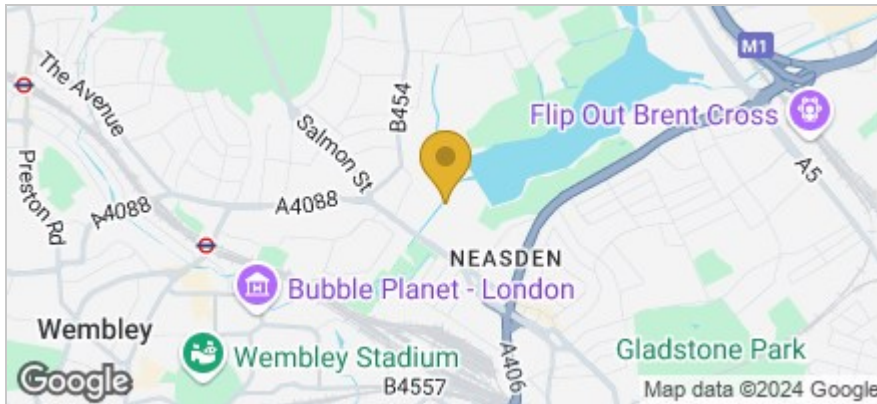 The Avenue
M1
Flip Out Brent Cross
B454
Salmon St
A5
Preston Rd
A4088
A4088
NEASDEN
Bubble Planet - London
Wembley
Wembley Stadium
A406
Gladstone Park
B4557
Google
Map data ©2024 Google